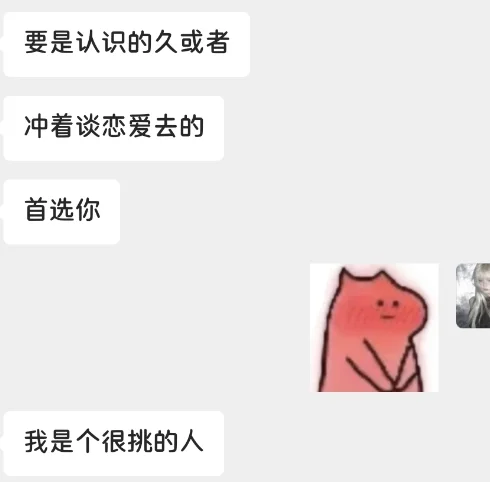 要是认识的久或者
冲着谈恋爱去的
首选你
我是个很挑的人